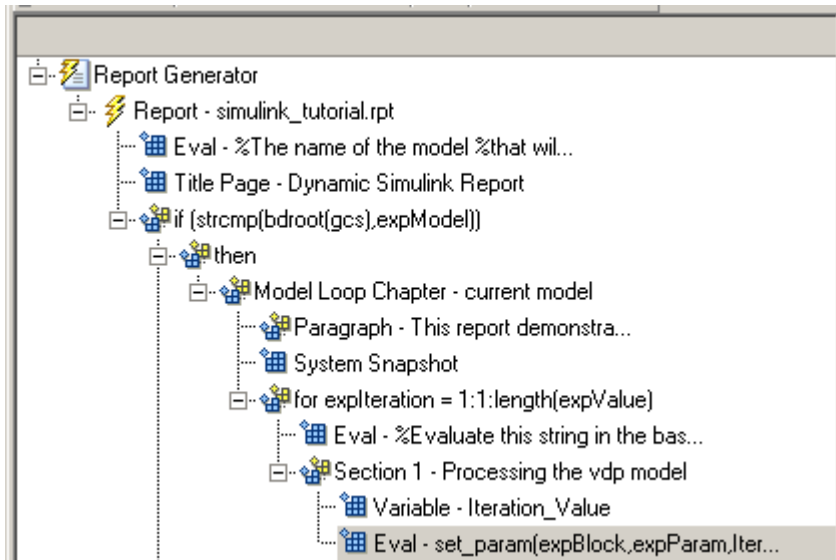 Report Generator
Report - simulink_tutorial.rpt
Eval - %The name of the model %that wil...
Title Page - Dynamic Simulink Report
if (strcmp(bdroot(gcs),expModel))
then
Model Loop Chapter - current model
Paragraph - This report demonstra...
System Snapshot
for expIteration = 1:1:length(expValue)
Eval - %Evaluate this string in the bas...
Section 1 - Processing the vdp model
Variable - Iteration_Value
Eval - set_param(expBlock,expParam,Iter...